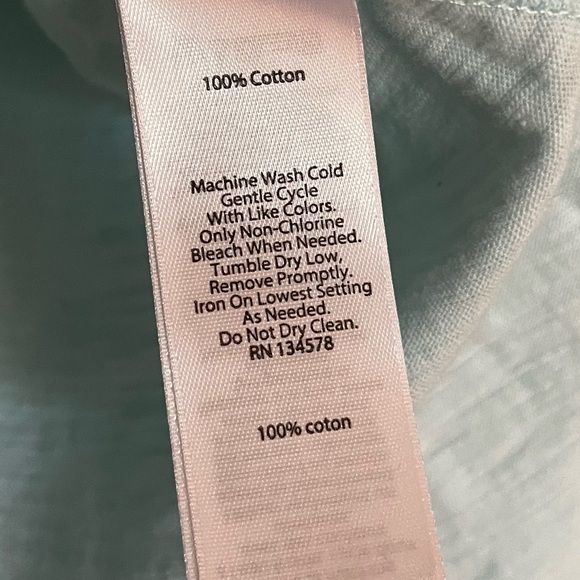 100% Cotton
Machine Wash Cold
Gentle Cycle
With Like Colors.
Only Non-Chlorine
Bleach When Needed.
Tumble Dry Low,
Remove Promptly.
Iron On Lowest Setting
As Needed.
Do Not Dry Clean.
RN 134578
100% coton